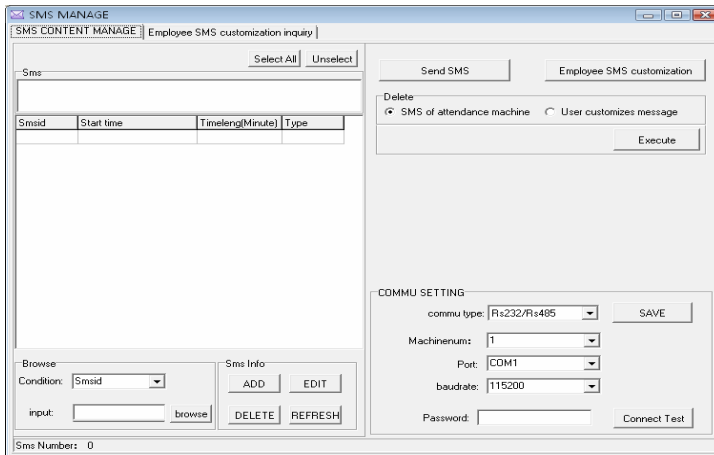 SMS MANAGE
SMS CONTENT MANAGE Employee SMS customization inquiry
Select All Unselect
Sms
Smsid Start time Timeleng(Minute) Type
Browse
Condition: Smsid
input: browse
Sms Info
ADD EDIT
DELETE REFRESH
Send SMS Employee SMS customization
Delete
SMS of attendance machine User customizes message
Execute
COMMU SETTING
commu type: Rs232/Rs485 SAVE
Machinenum: 1
Port: COM1
baudrate: 115200
Password: Connect Test
Sms Number: 0